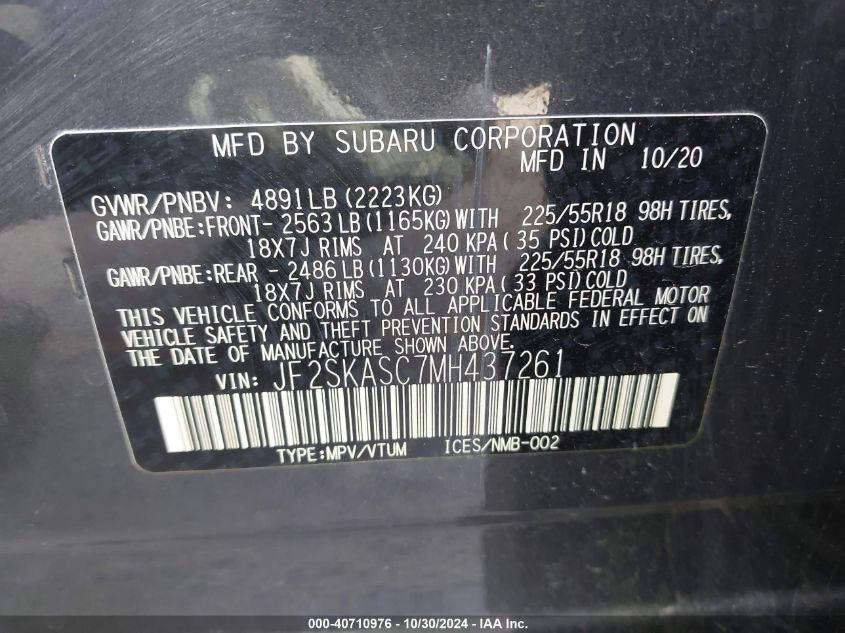 MFD BY SUBARU CORPORATION
MFD IN 10/20
GVWR/PNBV: 4891LB (2223KG)
GAWR/PNBE:FRONT- 2563LB(1165KG)WITH 225/55R18 98H TIRES,
18X7J RIMS AT 240 KPA( 35 PSI)COLD
GAWR/PNBE:REAR - 2486LB(1130KG)WITH 225/55R18 98H TIRES,
18X7J RIMS AT 230 KPA( 33 PSI)COLD
THIS VEHICLE CONFORMS TO ALL APPLICABLE FEDERAL MOTOR
VEHICLE SAFETY AND THEFT PREVENTION STANDARDS IN EFFECT ON
THE DATE OF MANUFACTURE SHOWN ABOVE.
VIN: JF2SKASC7MH437261
TYPE:MPV/VTUM ICES/NMB-002
000-40710976 - 10/30/2024 - IAA Inc.